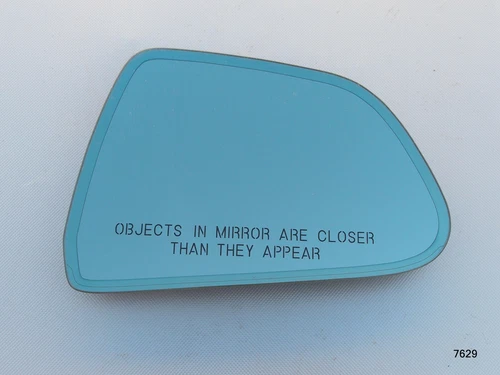 OBJECTS IN MIRROR ARE CLOSER
THAN THEY APPEAR
7629